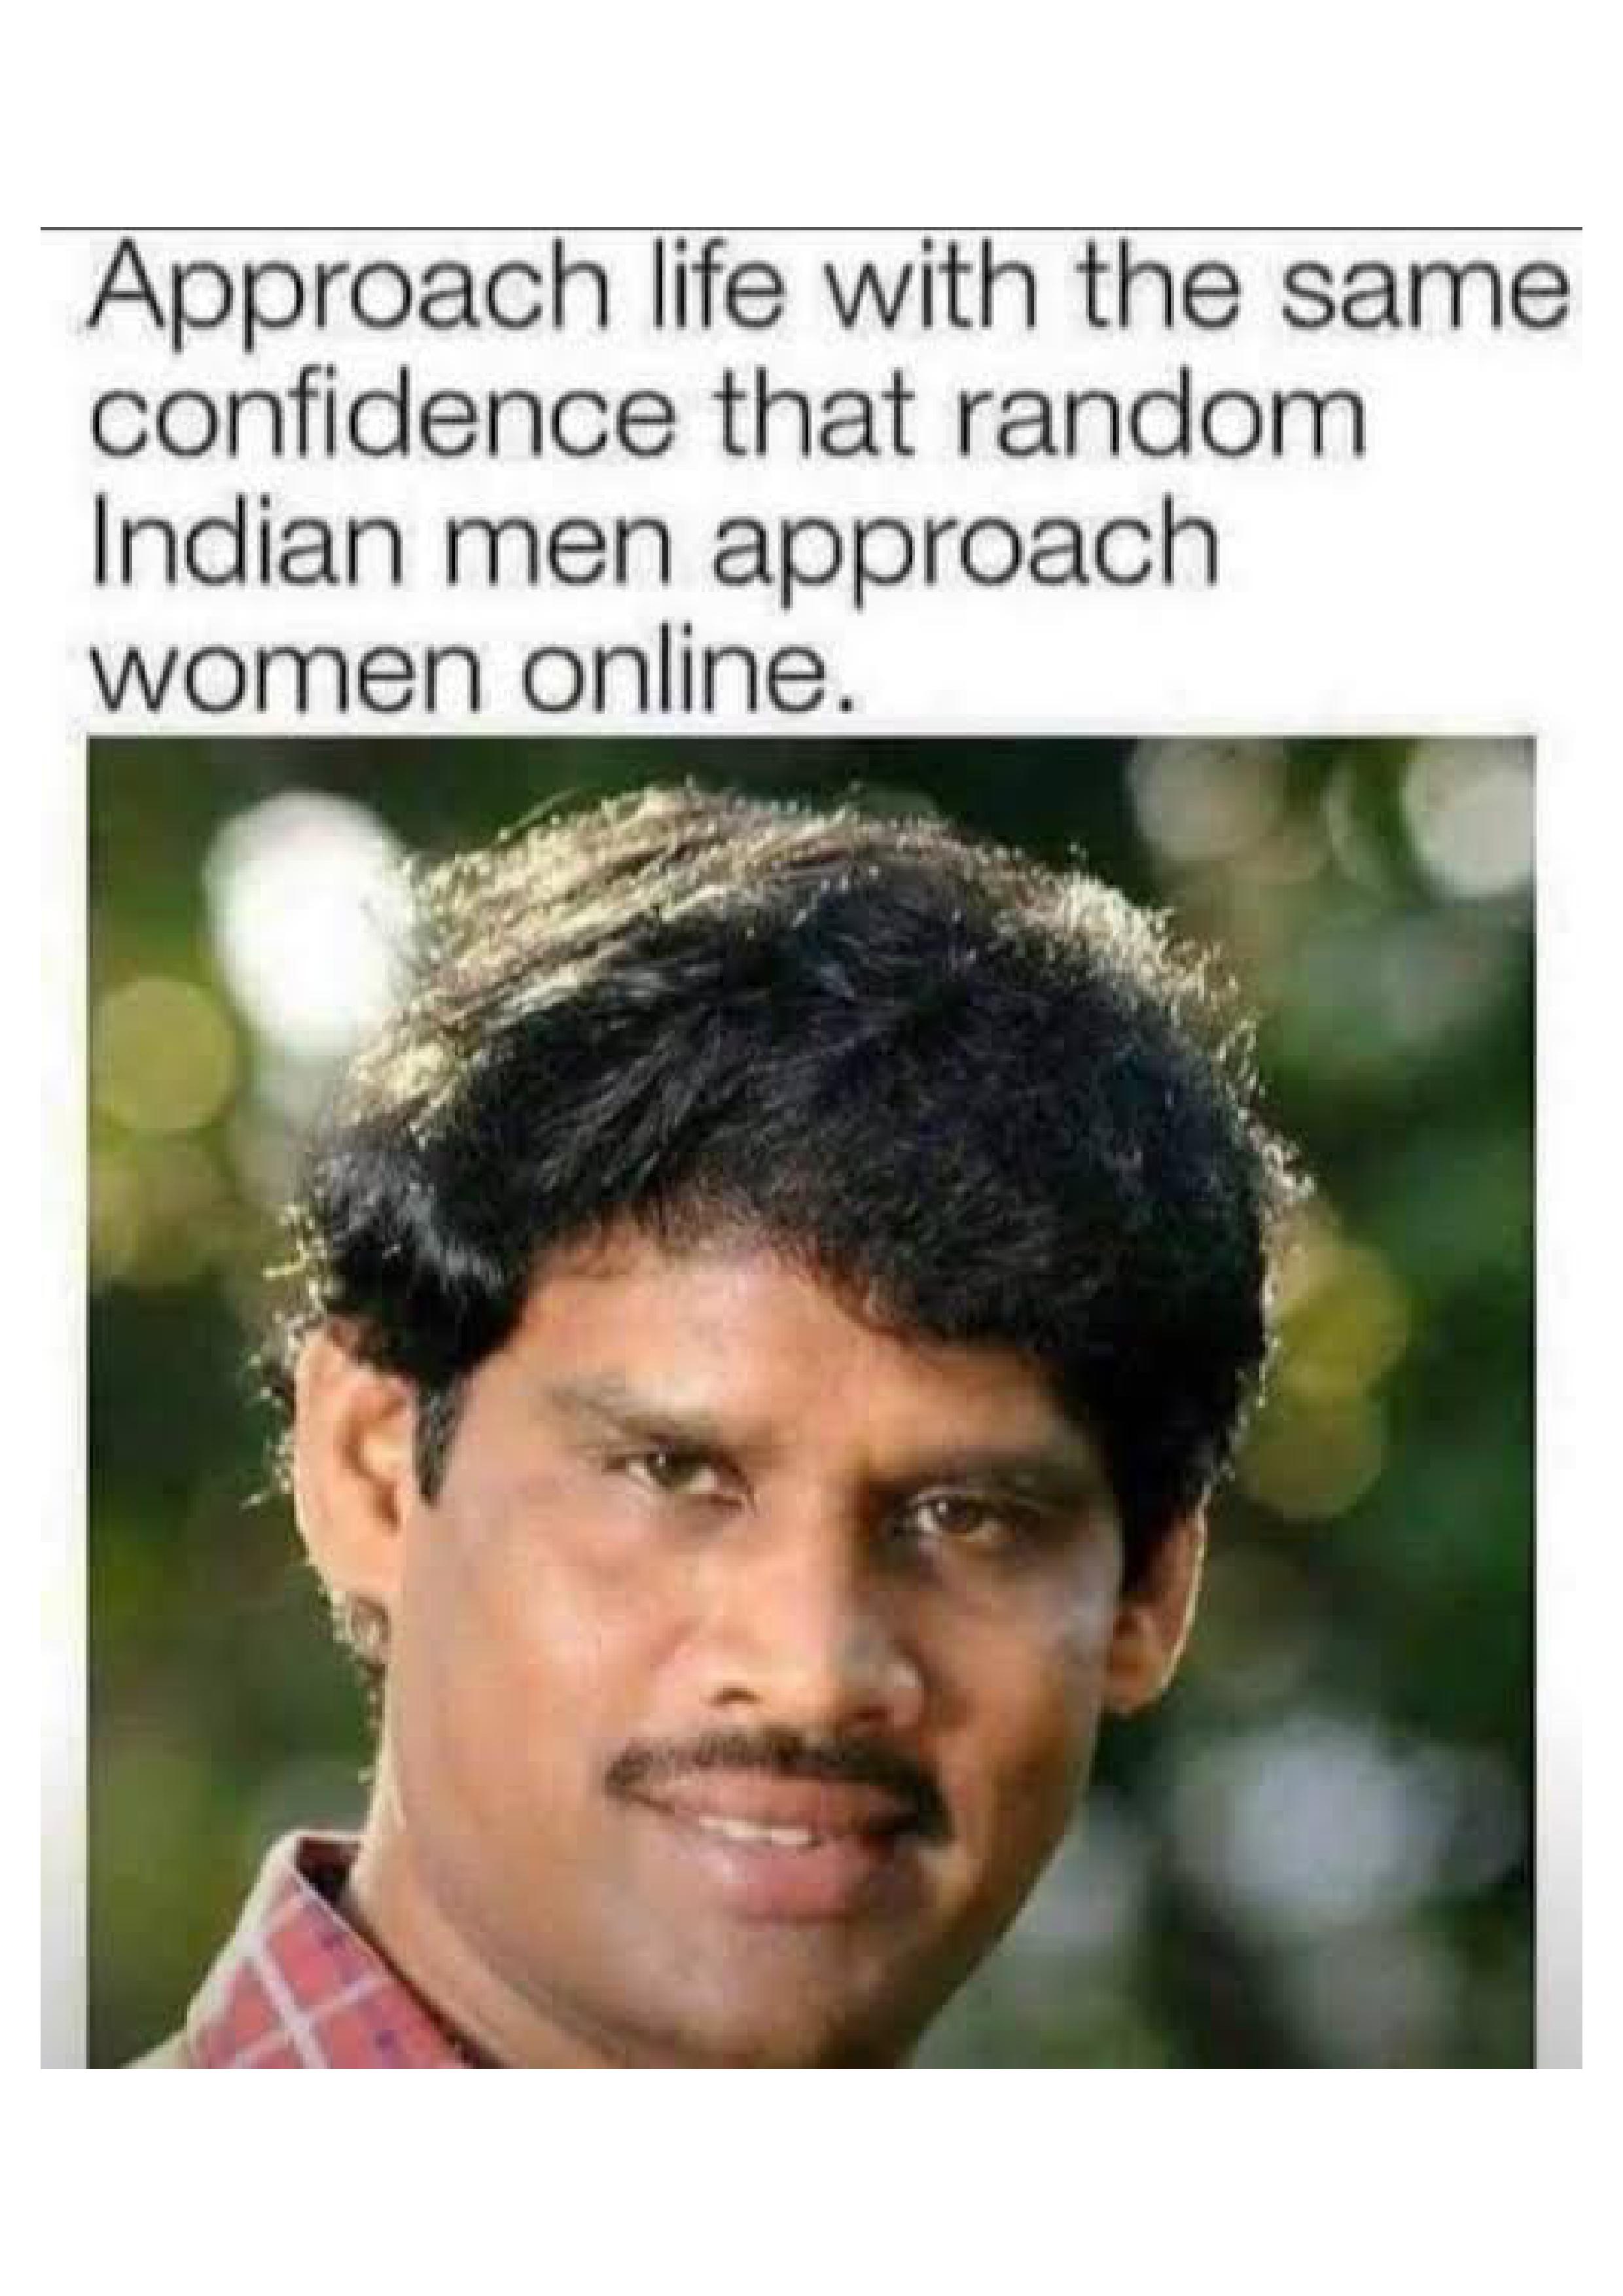 Approach life with the same
confidence that random
Indian men approach
women online.